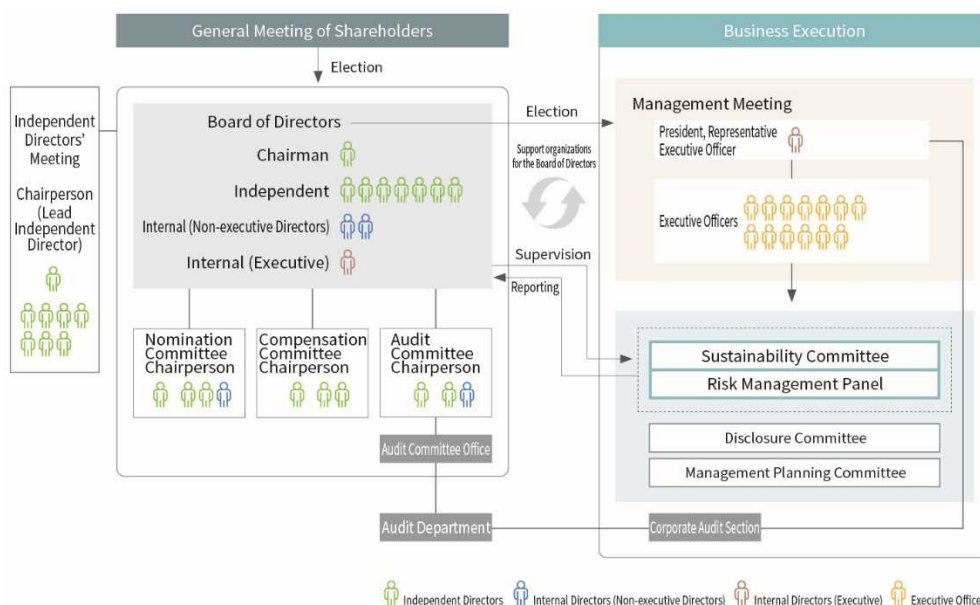 General Meeting of Shareholders
Business Execution
Election
Independent
Directors'
Meeting
Chairperson
(Lead
Independent
Director)
Board of Directors
Chairman
Independent
Internal (Non-executive Directors)
Internal (Executive)
Election
Support organizations
for the Board of Directors
Supervision
Reporting
Management Meeting
President, Representative
Executive Officer
Executive Officers
Nomination
Committee
Chairperson
Compensation
Committee
Chairperson
Audit
Committee
Chairperson
Sustainability Committee
Risk Management Panel
Disclosure Committee
Management Planning Committee
Audit Committee Office
Audit Department
Corporate Audit Section
Independent Directors
Internal Directors (Non-executive Directors)
Internal Directors (Executive)
Executive Office